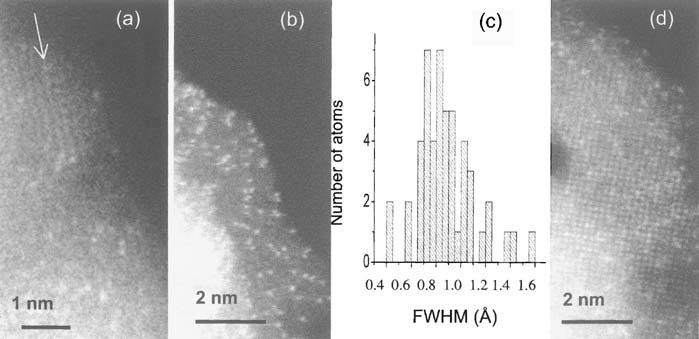 (a)
1 nm
(b)
2 nm
(c)
Number of atoms
6
4
2
0
0.4 0.6 0.8 1.0 1.2 1.4 1.6
FWHM (Å)
(d)
2 nm